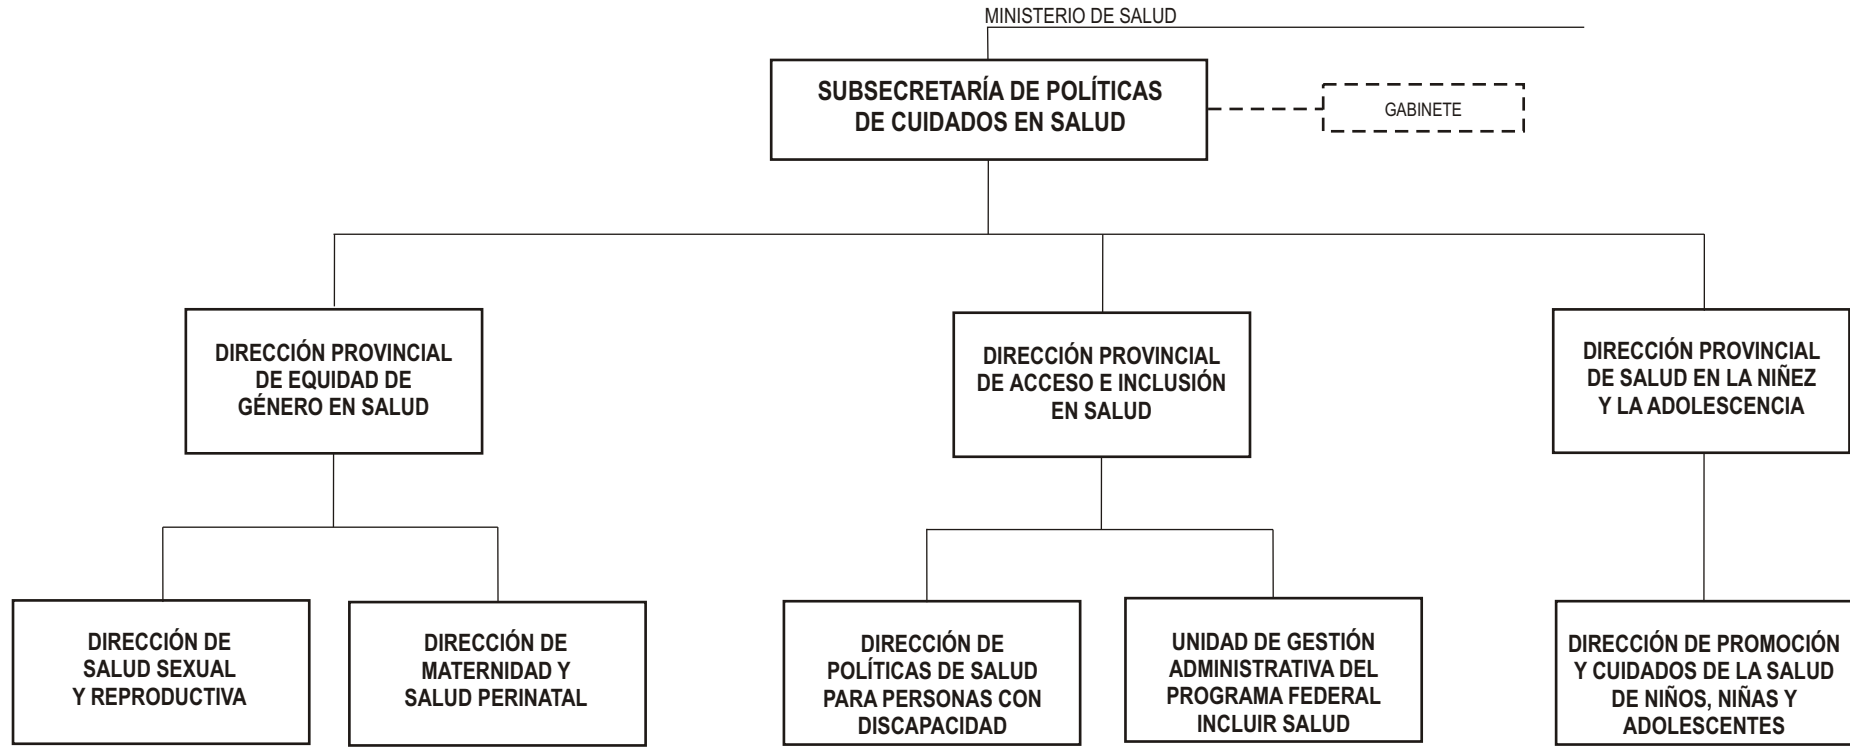 MINISTERIO DE SALUD
SUBSECRETARÍA DE POLÍTICAS
DE CUIDADOS EN SALUD
GABINETE
DIRECCIÓN PROVINCIAL
DE EQUIDAD DE
GÉNERO EN SALUD
DIRECCIÓN PROVINCIAL
DE ACCESO E INCLUSIÓN
EN SALUD
DIRECCIÓN PROVINCIAL
DE SALUD EN LA NIÑEZ
Y LA ADOLESCENCIA
DIRECCIÓN DE
SALUD SEXUAL
Y REPRODUCTIVA
DIRECCIÓN DE
MATERNIDAD Y
SALUD PERINATAL
DIRECCIÓN DE
POLÍTICAS DE SALUD
PARA PERSONAS CON
DISCAPACIDAD
UNIDAD DE GESTIÓN
ADMINISTRATIVA DEL
PROGRAMA FEDERAL
INCLUIR SALUD
DIRECCIÓN DE PROMOCIÓN
Y CUIDADOS DE LA SALUD
DE NIÑOS, NIÑAS Y
ADOLESCENTES